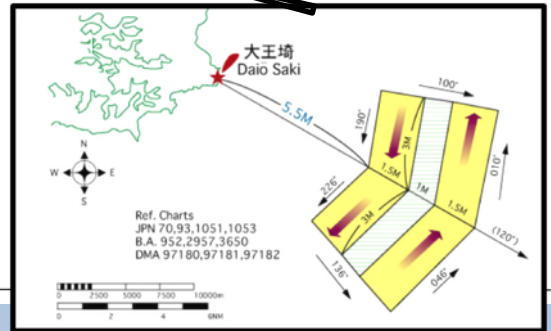 大王埼
Daio Saki
5.5M
100°
190°
3M
010°
1.5M
1M
1.5M
226°
3M
(120°)
136°
046°
N
W E
S
Ref. Charts
JPN 70,93,1051,1053
B.A. 952,2957,3650
DMA 97180,97181,97182
0 2500 5000 7500 10000m
0 2 4 6NM